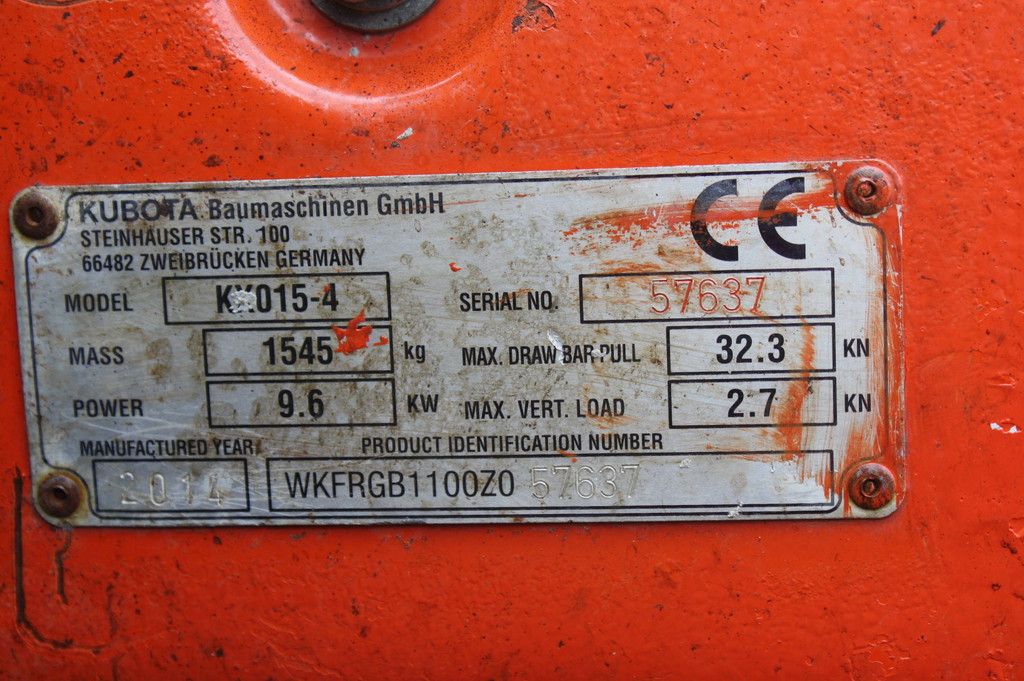 KUBOTA Baumaschinen GmbH CE
STEINHAUSER STR. 100
66482 ZWEIBRÜCKEN GERMANY
MODEL KX015-4 SERIAL NO. 57637
MASS 1545 kg MAX. DRAW BAR PULL 32.3 KN
POWER 9.6 KW MAX. VERT. LOAD 2.7 KN
MANUFACTURED YEAR PRODUCT IDENTIFICATION NUMBER
2014 WKFRGB1100Z0 57637